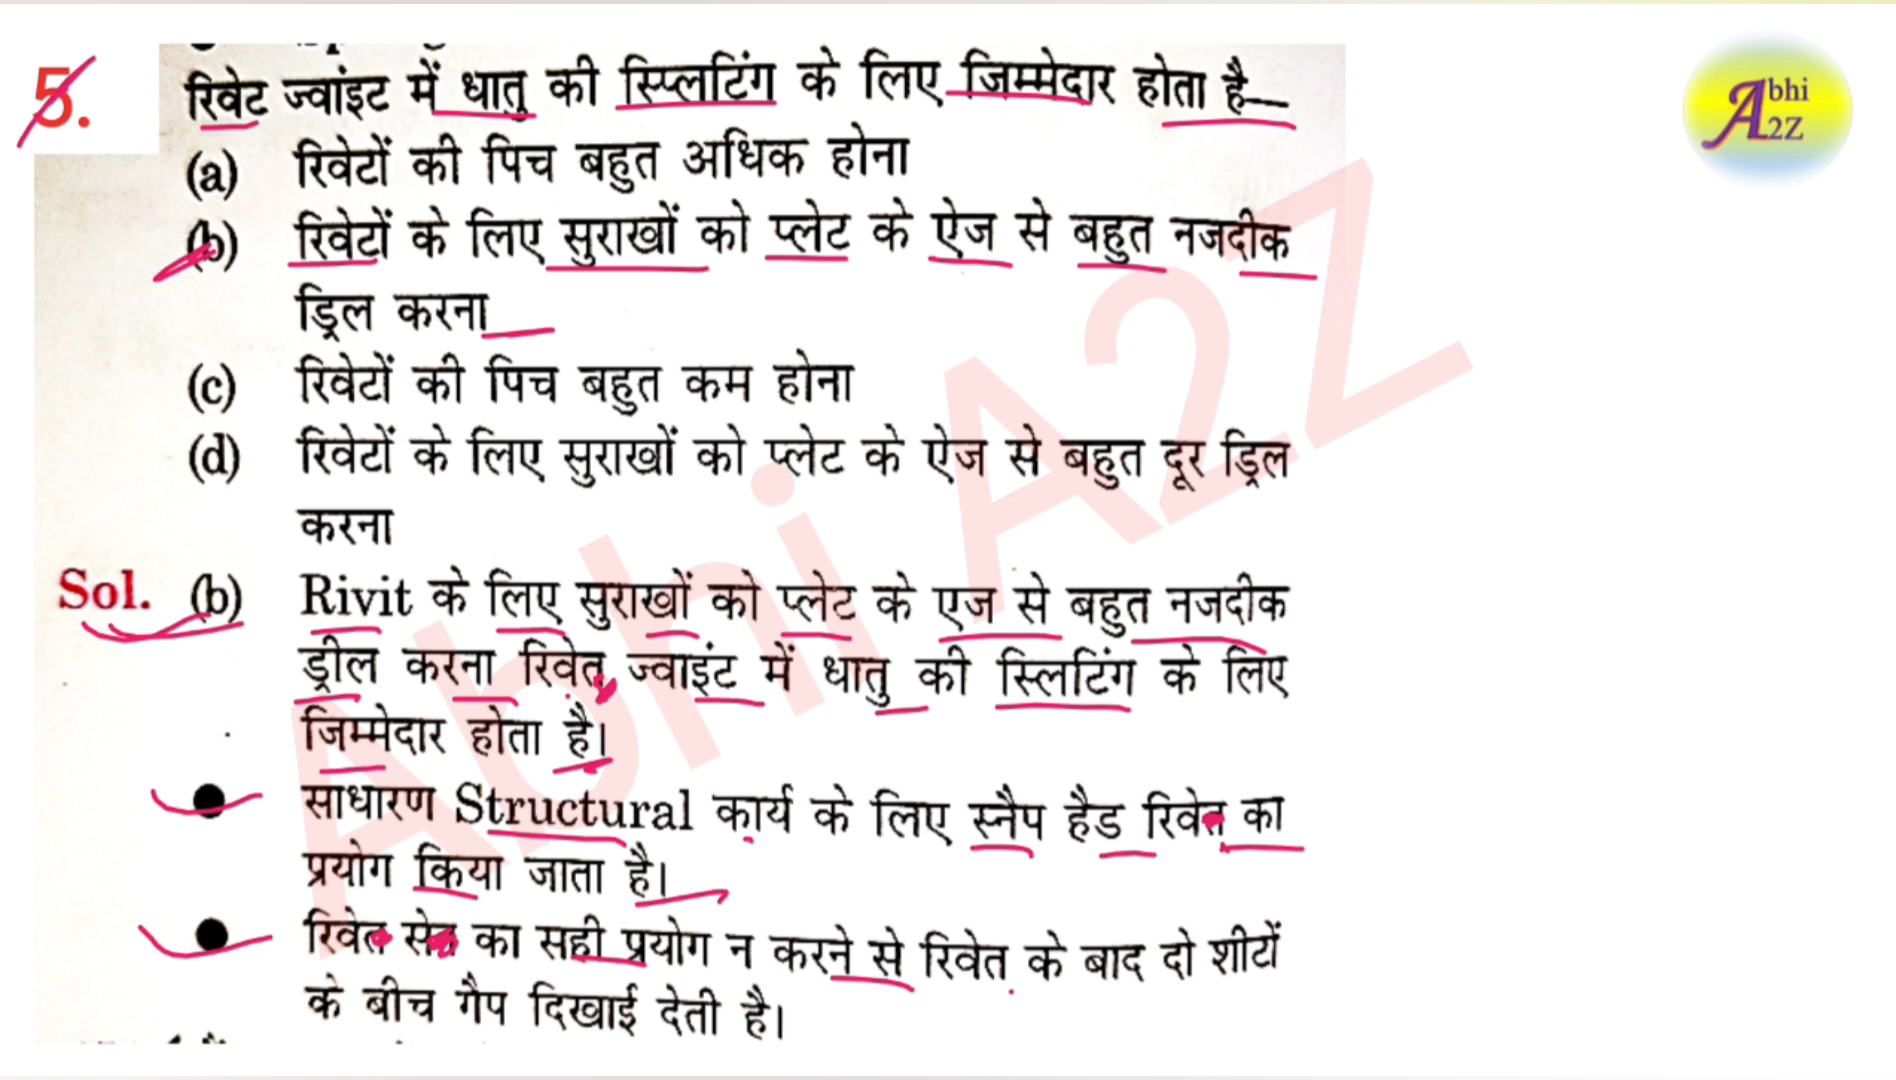 5.
रिवेट ज्वांइट में धातु की स्प्लिटिंग के लिए जिम्मेदार होता है—
(a) रिवेटों की पिच बहुत अधिक होना
(b) रिवेटों के लिए सुराखों को प्लेट के ऐज से बहुत नजदीक
ड्रिल करना
(c) रिवेटों की पिच बहुत कम होना
(d) रिवेटों के लिए सुराखों को प्लेट के ऐज से बहुत दूर ड्रिल
करना
Sol. (b) Rivit के लिए सुराखों को प्लेट के एज से बहुत नजदीक
ड्रील करना रिवेत ज्वाइंट में धातु की स्लिटिंग के लिए
जिम्मेदार होता है।
● साधारण Structural कार्य के लिए स्नैप हैड रिवेत का
प्रयोग किया जाता है।
● रिवेत सेत का सही प्रयोग न करने से रिवेत के बाद दो शीटों
के बीच गैप दिखाई देती है।
Abhi A2Z
Abhi
A2Z